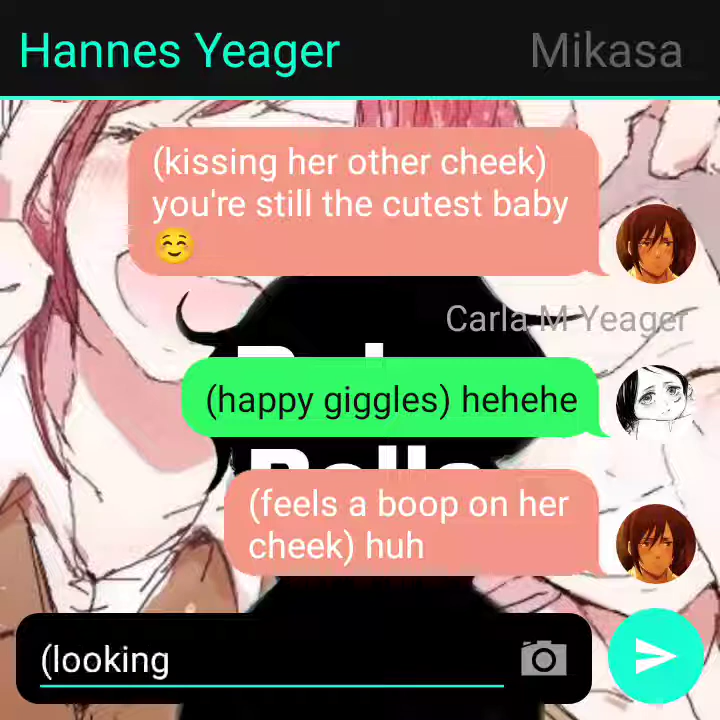 Hannes Yeager
Mikasa
(kissing her other cheek)
you're still the cutest baby
☺️
Carla M Yeager
(happy giggles) hehehe
(feels a boop on her
cheek) huh
(looking